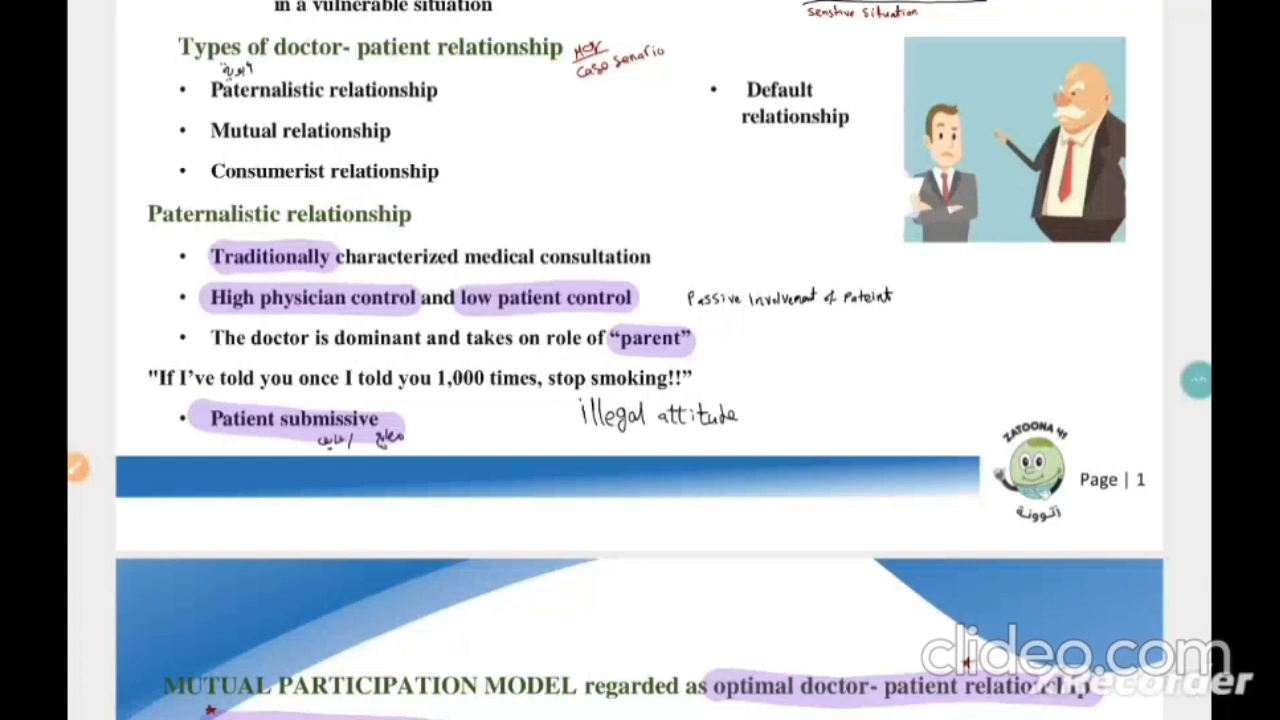 in a vulnerable situation
senstive situation
Types of doctor- patient relationship
MCQ
Case senario
ابوية
• Paternalistic relationship
• Mutual relationship
• Consumerist relationship
• Default
relationship
Paternalistic relationship
• Traditionally characterized medical consultation
• High physician control and low patient control
Passive Involvement of Pateint
• The doctor is dominant and takes on role of “parent”
"If I’ve told you once I told you 1,000 times, stop smoking!!”
• Patient submissive
illegal attitude
ZATOONA
زتوونة
Page | 1
MUTUAL PARTICIPATION MODEL regarded as optimal doctor- patient relationship
clideo.com